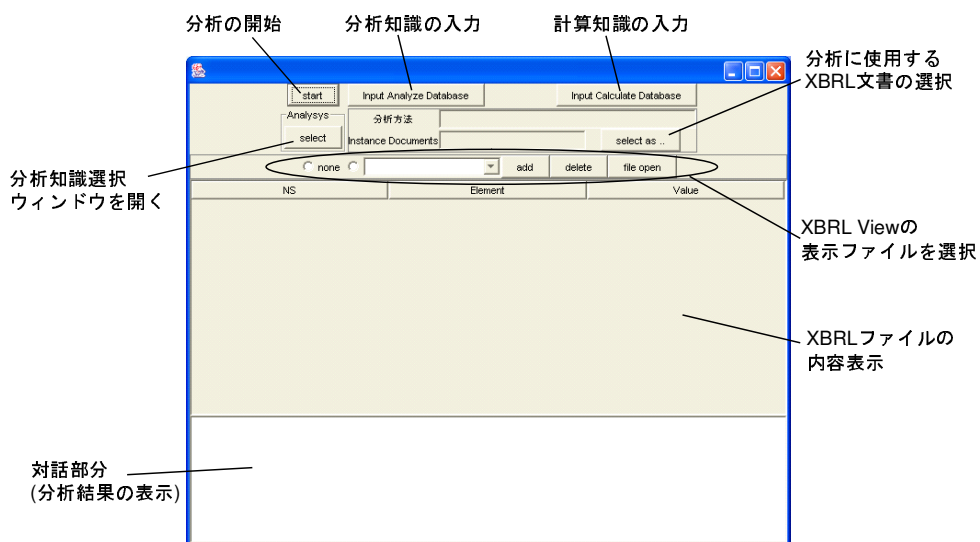 分析の開始
分析知識の入力
計算知識の入力
分析に使用する
XBRL文書の選択
start
Input Analyze Database
Input Calculate Database
Analysys
分析方法
select
Instance Documents
select as ..
none
add
delete
file open
分析知識選択
ウィンドウを開く
NS
Element
Value
XBRL Viewの
表示ファイルを選択
XBRLファイルの
内容表示
対話部分
(分析結果の表示)